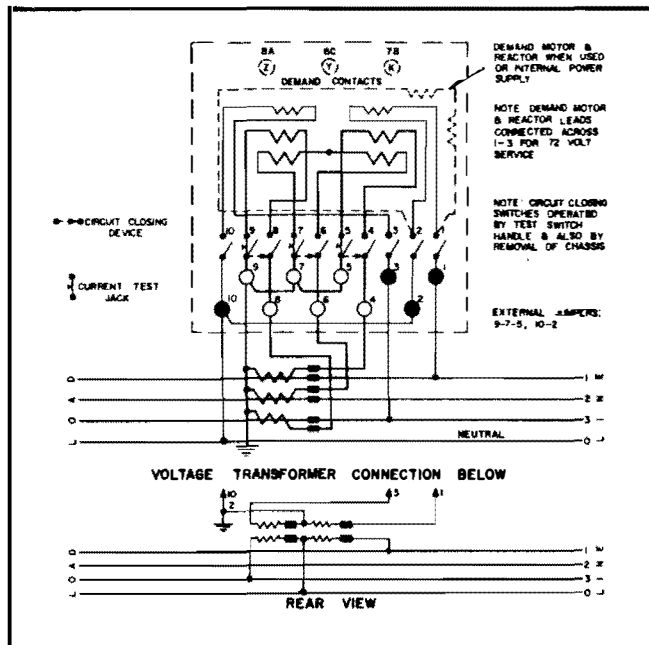 8A 6C 7B
Z Y K
DEMAND CONTACTS
DEMAND MOTOR &
REACTOR WHEN USED
OR INTERNAL POWER
SUPPLY
NOTE DEMAND MOTOR
& REACTOR LEADS
CONNECTED ACROSS
1-3 FOR 72 VOLT
SERVICE
NOTE: CIRCUIT CLOSING
SWITCHES OPERATED
BY TEST SWITCH
HANDLE & ALSO BY
REMOVAL OF CHASSIS
CIRCUIT CLOSING
DEVICE
CURRENT TEST
JACK
10 9 8 7 6 5 4 3 2 1
9 7 5 3 1
10 8 6 4 2
EXTERNAL JUMPERS:
9-7-5, 10-2
D 1
A 2
O 3 I
L NEUTRAL 0
VOLTAGE TRANSFORMER CONNECTION BELOW
10 3 1
2
D 1
A 2
O 3 I
L 0
REAR VIEW